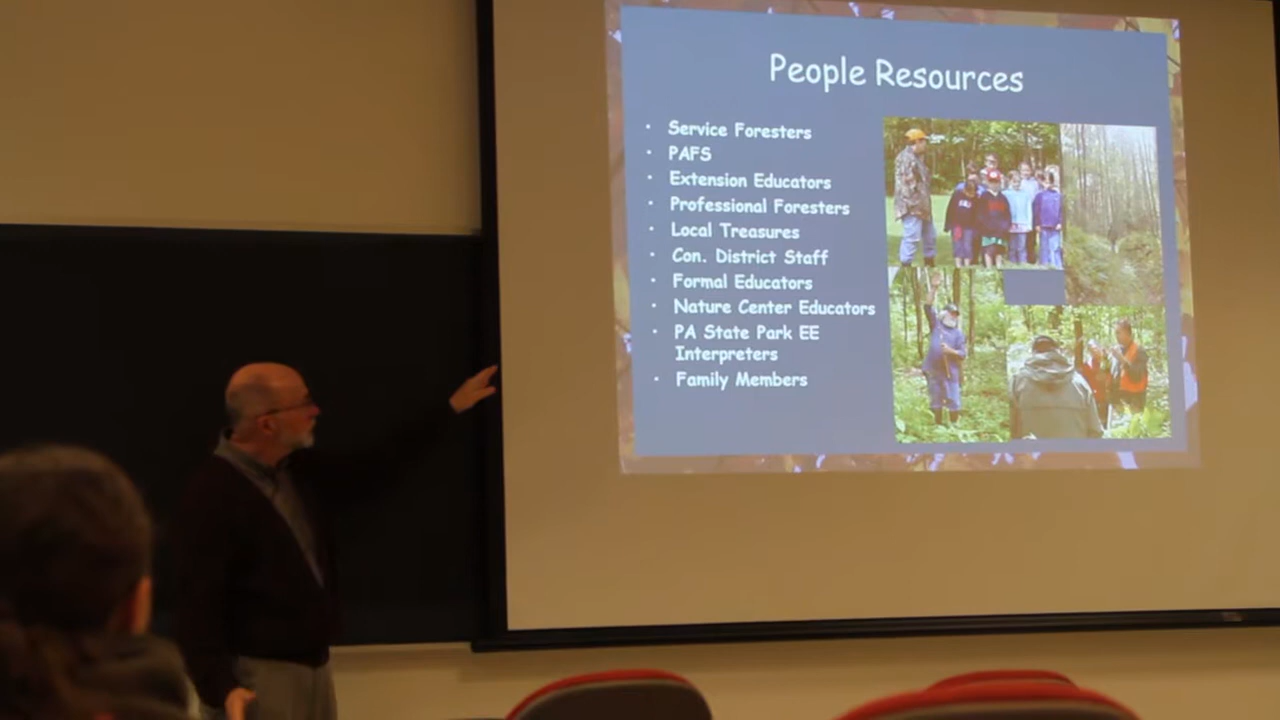 People Resources
· Service Foresters
· PAFS
· Extension Educators
· Professional Foresters
· Local Treasures
· Con. District Staff
· Formal Educators
· Nature Center Educators
· PA State Park EE
Interpreters
· Family Members